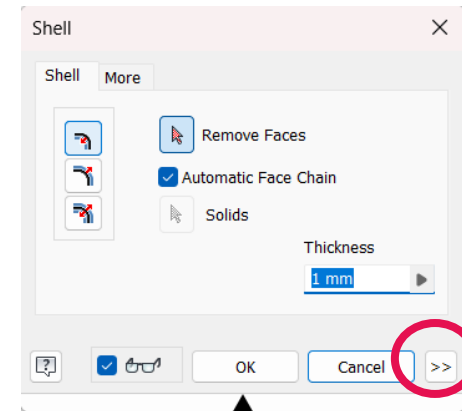 Shell
Shell More
Remove Faces
Automatic Face Chain
Solids
Thickness
1 mm
? OK Cancel >>